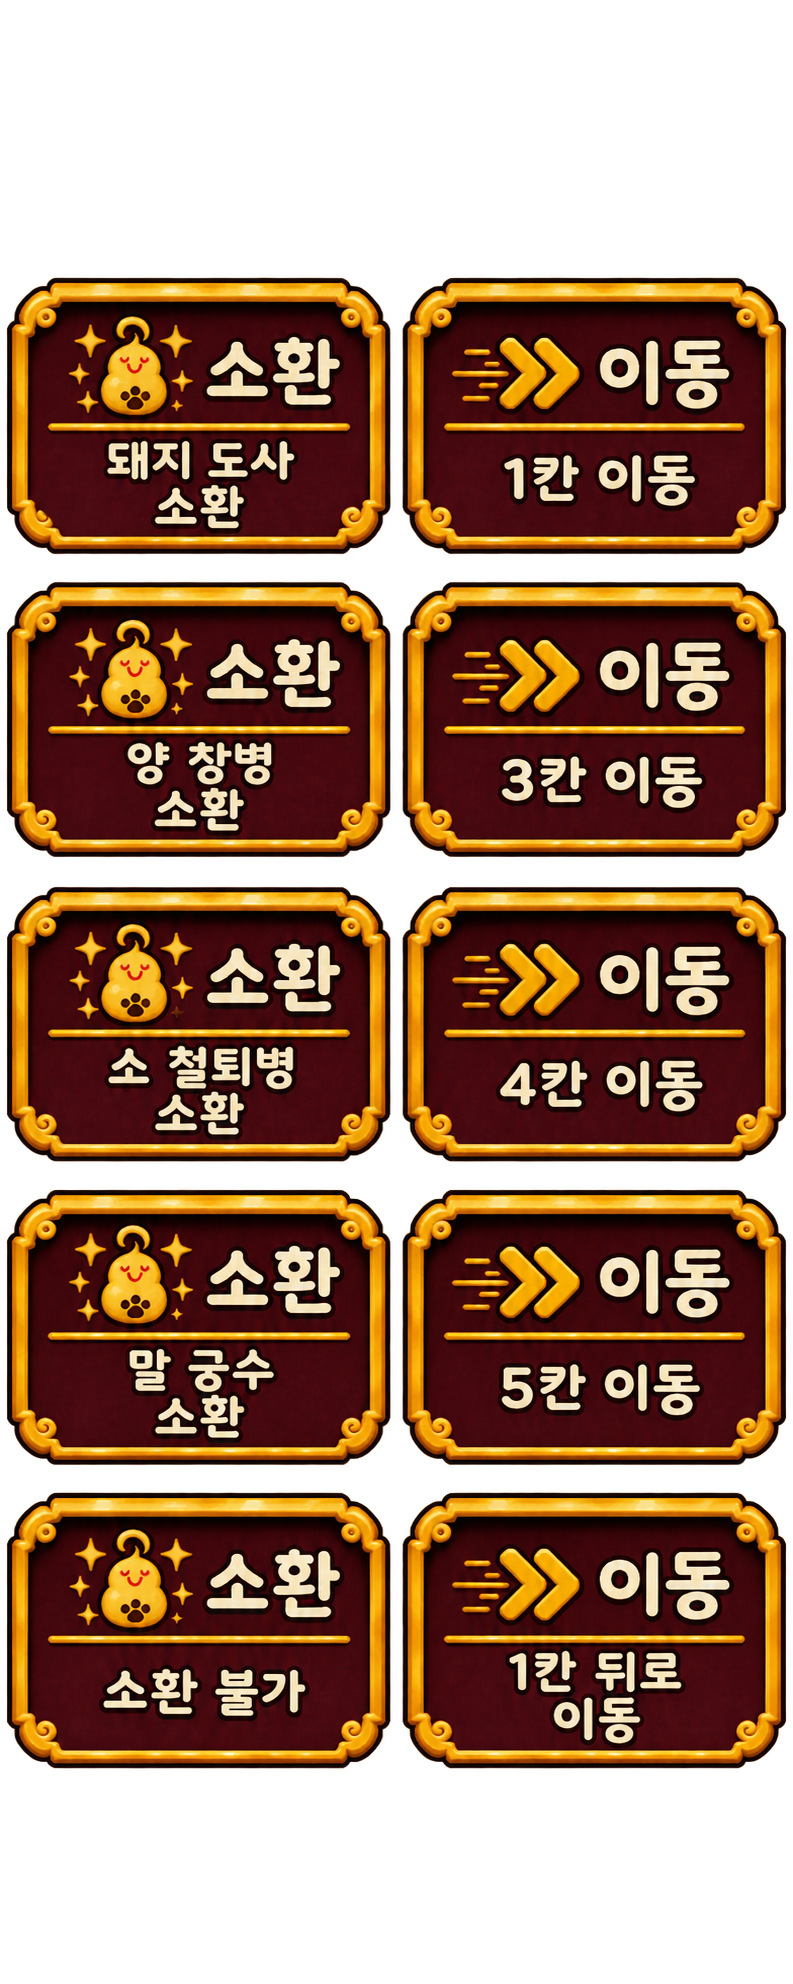 소환
돼지 도사
소환
이동
1칸 이동
소환
양 창병
소환
이동
3칸 이동
소환
소 철퇴병
소환
이동
4칸 이동
소환
말 궁수
소환
이동
5칸 이동
소환
소환 불가
이동
1칸 뒤로
이동